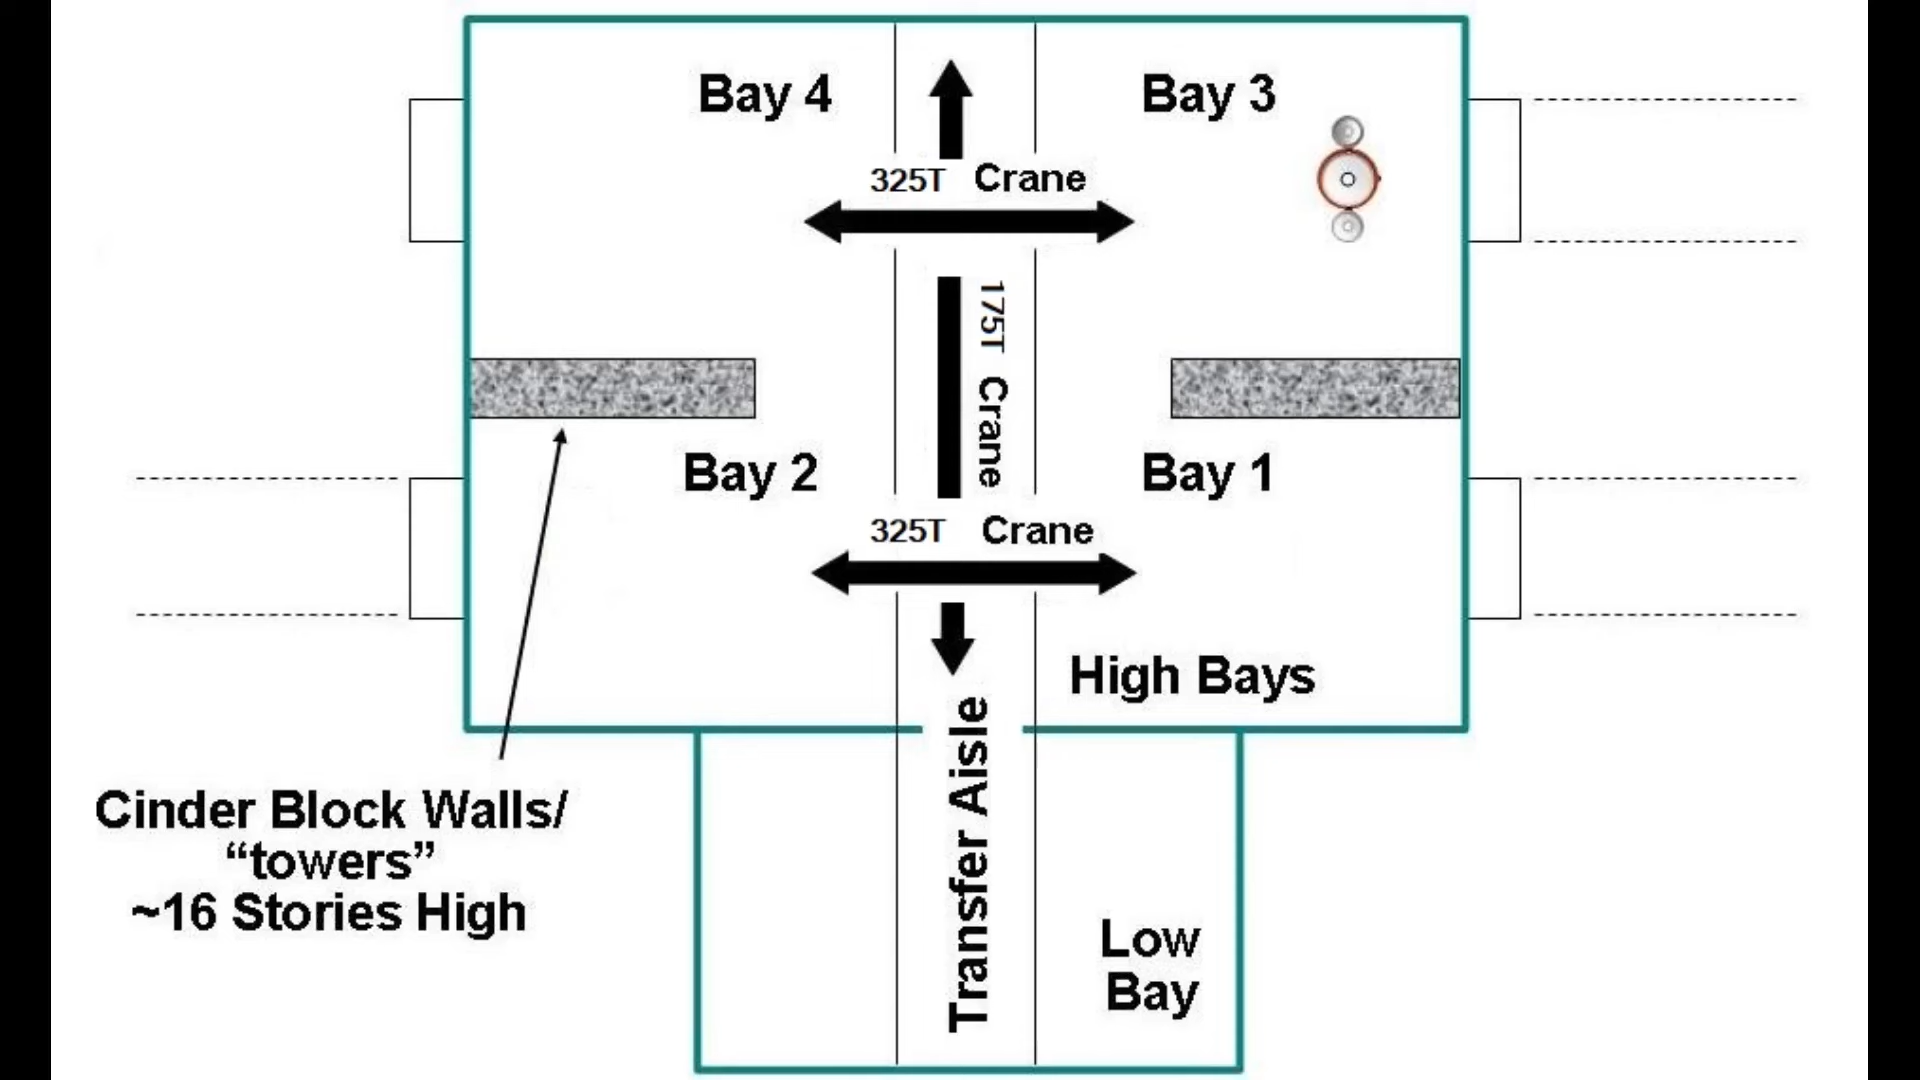 Bay 4
Bay 3
325T Crane
175T Crane
Bay 2
Bay 1
325T Crane
High Bays
Transfer Aisle
Cinder Block Walls/
“towers”
~16 Stories High
Low
Bay